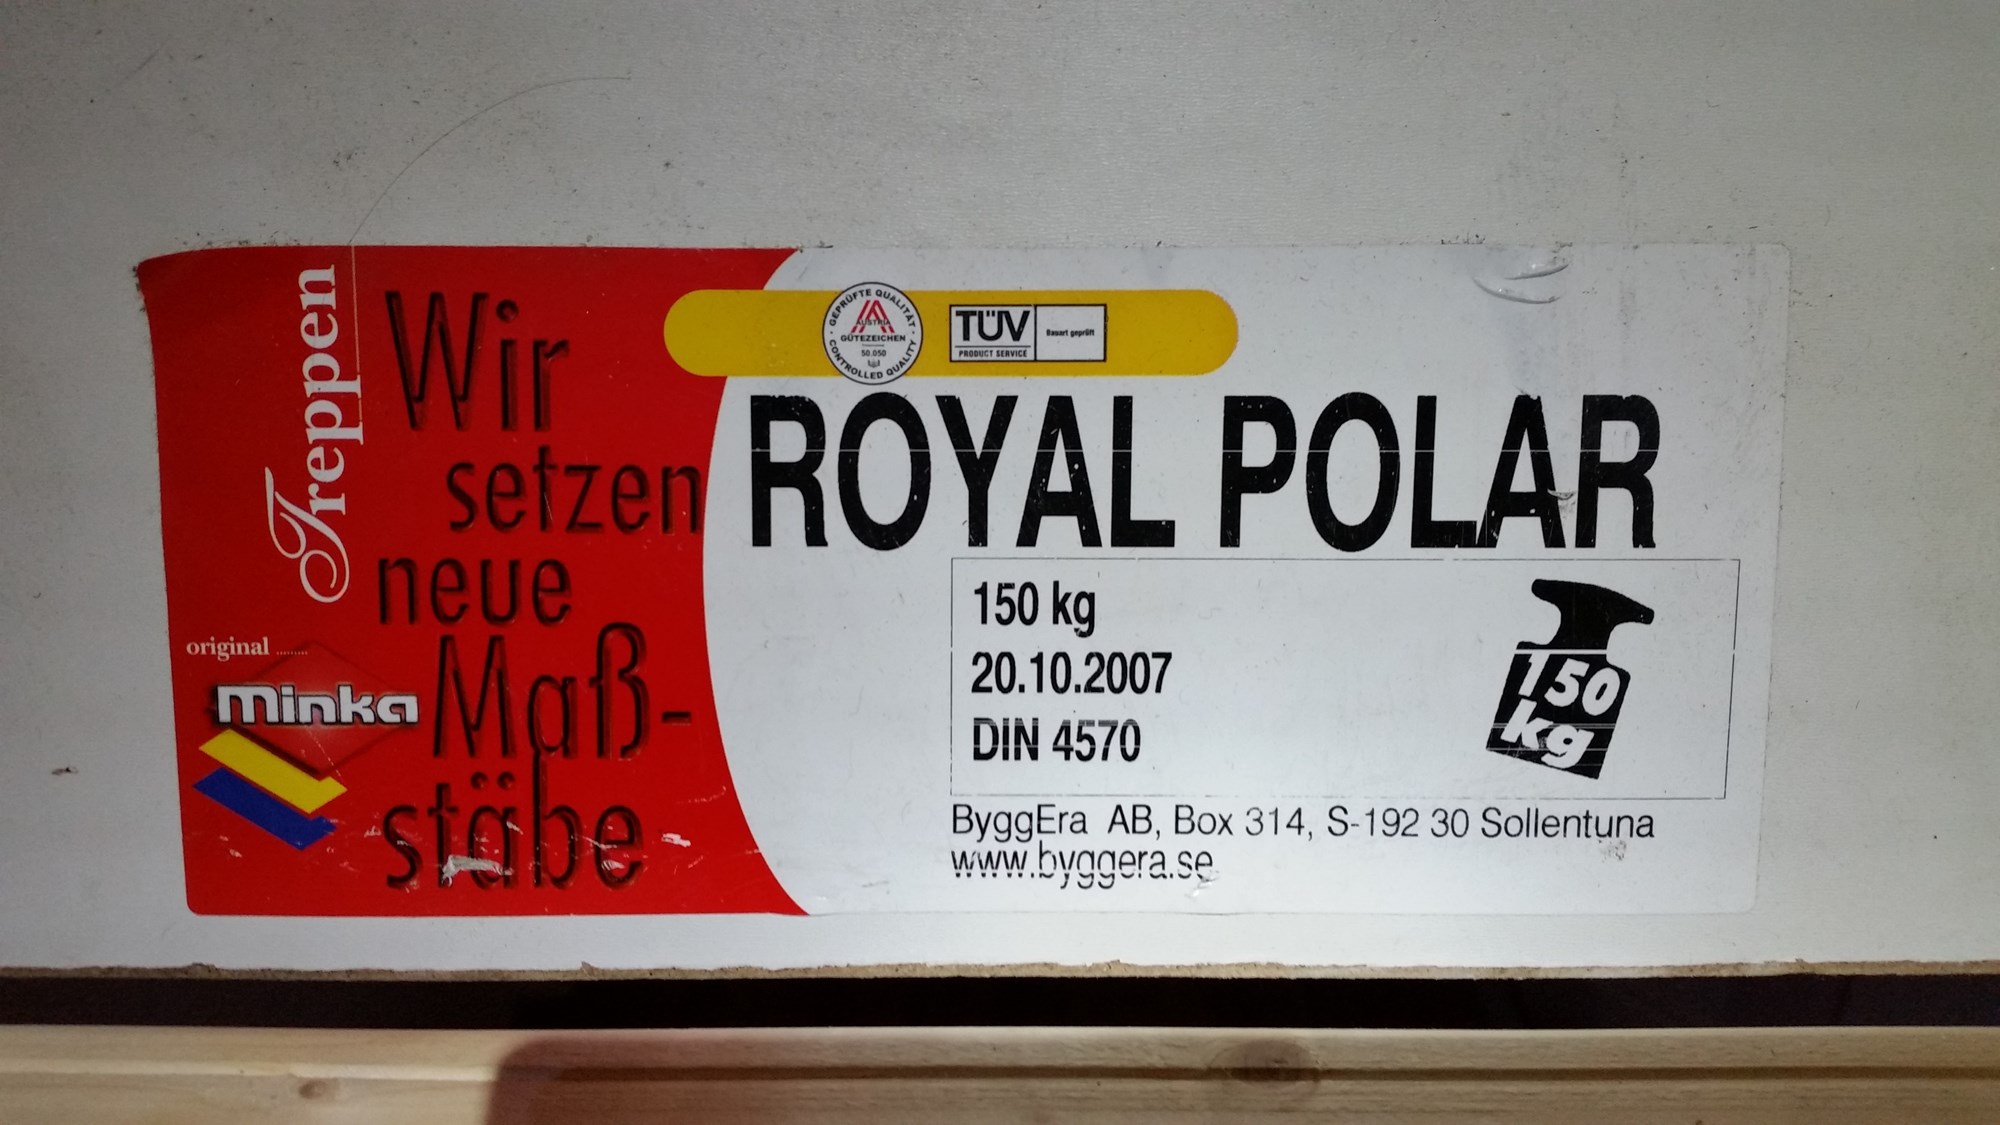 Treppen
Wir
setzen
neue
Maß-
stäbe
original ........
minka
GEPRÜFTE QUALITÄT
AUSTRIA
GÜTEZEICHEN
50.050
CONTROLLED QUALITY
TÜV
PRODUCT SERVICE
Bauart geprüft
ROYAL POLAR
150 kg
20.10.2007
DIN 4570
150
kg
ByggEra AB, Box 314, S-192 30 Sollentuna
www.byggera.se